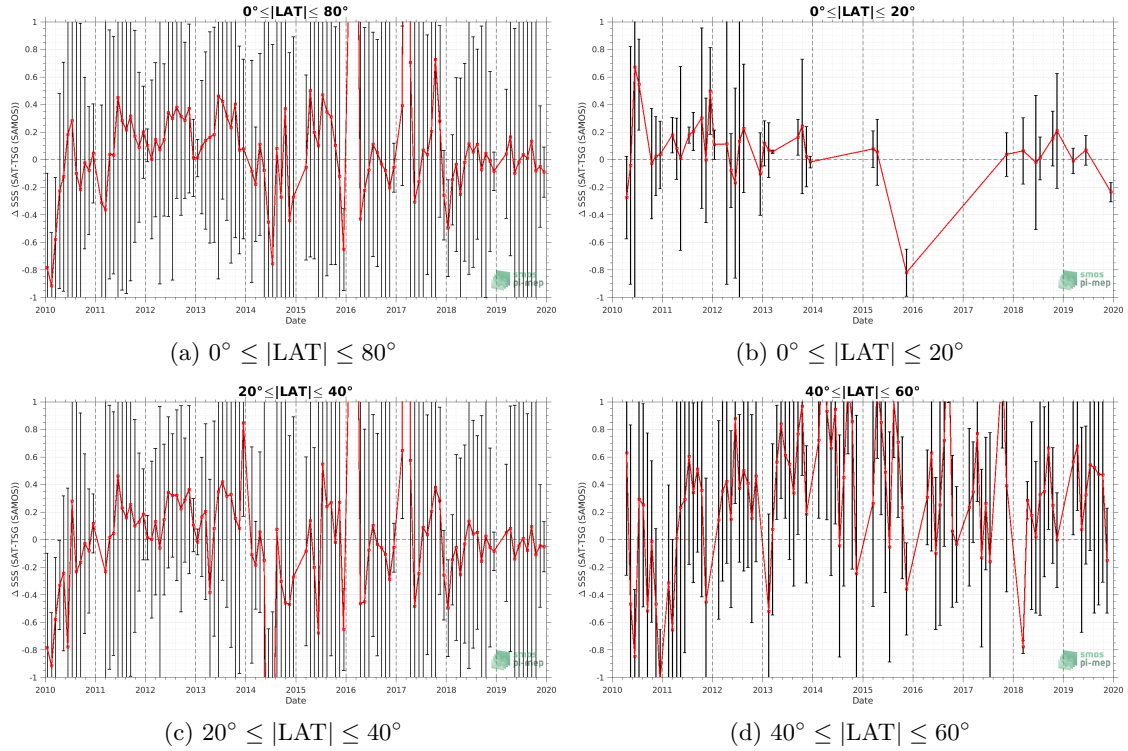 0°≤|LAT|≤ 80°
Δ SSS (SAT-TSG (SAMOS))
1
0.8
0.6
0.4
0.2
0
-0.2
-0.4
-0.6
-0.8
-1
2010 2011 2012 2013 2014 2015 2016 2017 2018 2019 2020
Date
smos
pi-mep
(a) 0° ≤ |LAT| ≤ 80°
0°≤|LAT|≤ 20°
Δ SSS (SAT-TSG (SAMOS))
1
0.8
0.6
0.4
0.2
0
-0.2
-0.4
-0.6
-0.8
-1
2010 2011 2012 2013 2014 2015 2016 2017 2018 2019 2020
Date
smos
pi-mep
(b) 0° ≤ |LAT| ≤ 20°
20°≤|LAT|≤ 40°
Δ SSS (SAT-TSG (SAMOS))
1
0.8
0.6
0.4
0.2
0
-0.2
-0.4
-0.6
-0.8
-1
2010 2011 2012 2013 2014 2015 2016 2017 2018 2019 2020
Date
smos
pi-mep
(c) 20° ≤ |LAT| ≤ 40°
40°≤|LAT|≤ 60°
Δ SSS (SAT-TSG (SAMOS))
1
0.8
0.6
0.4
0.2
0
-0.2
-0.4
-0.6
-0.8
-1
2010 2011 2012 2013 2014 2015 2016 2017 2018 2019 2020
Date
smos
pi-mep
(d) 40° ≤ |LAT| ≤ 60°